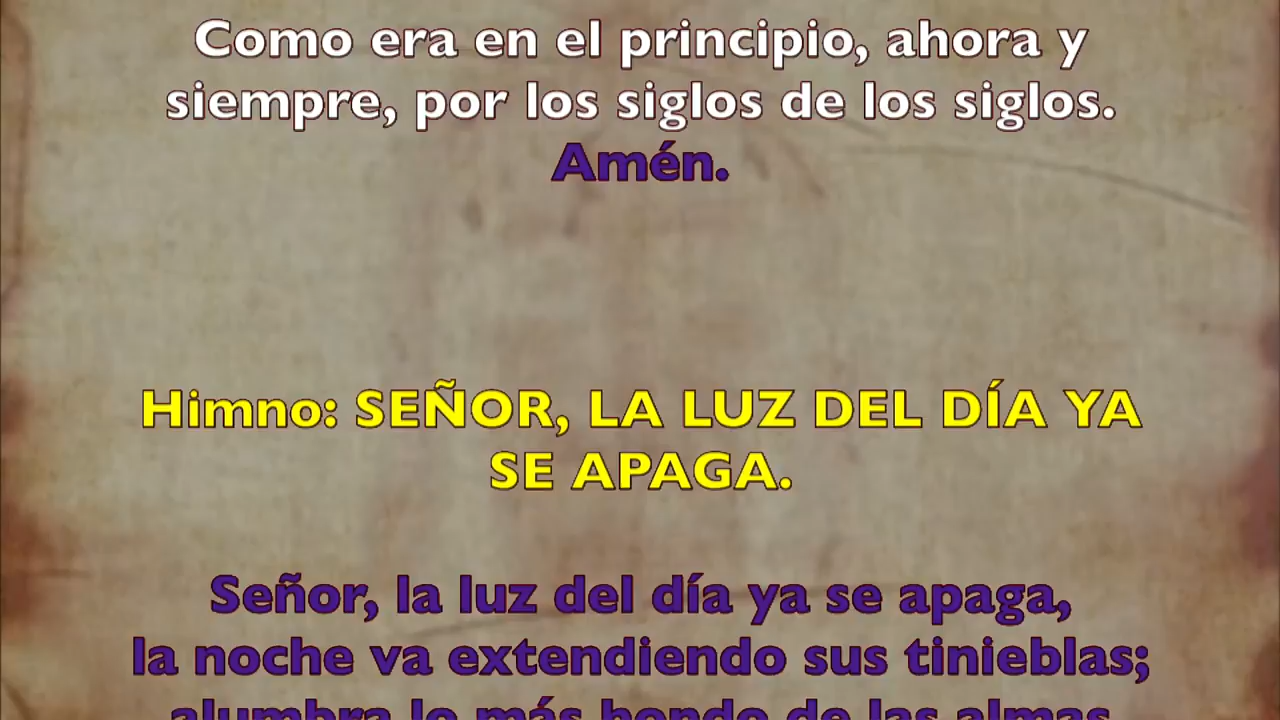 Como era en el principio, ahora y
siempre, por los siglos de los siglos.
Amén.
Himno: SEÑOR, LA LUZ DEL DÍA YA
SE APAGA.
Señor, la luz del día ya se apaga,
la noche va extendiendo sus tinieblas;
alumbra lo más hondo de las almas